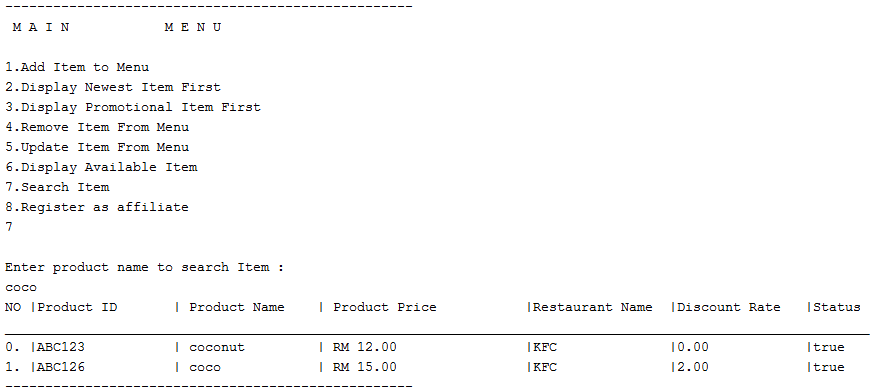 ---------------------------------------------------
M A I N            M E N U
1.Add Item to Menu
2.Display Newest Item First
3.Display Promotional Item First
4.Remove Item From Menu
5.Update Item From Menu
6.Display Available Item
7.Search Item
8.Register as affiliate
7
Enter product name to search Item :
coco
NO |Product ID       | Product Name    | Product Price           |Restaurant Name  |Discount Rate   |Status
0. |ABC123           | coconut         | RM 12.00                |KFC              |0.00            |true
1. |ABC126           | coco            | RM 15.00                |KFC              |2.00            |true
---------------------------------------------------